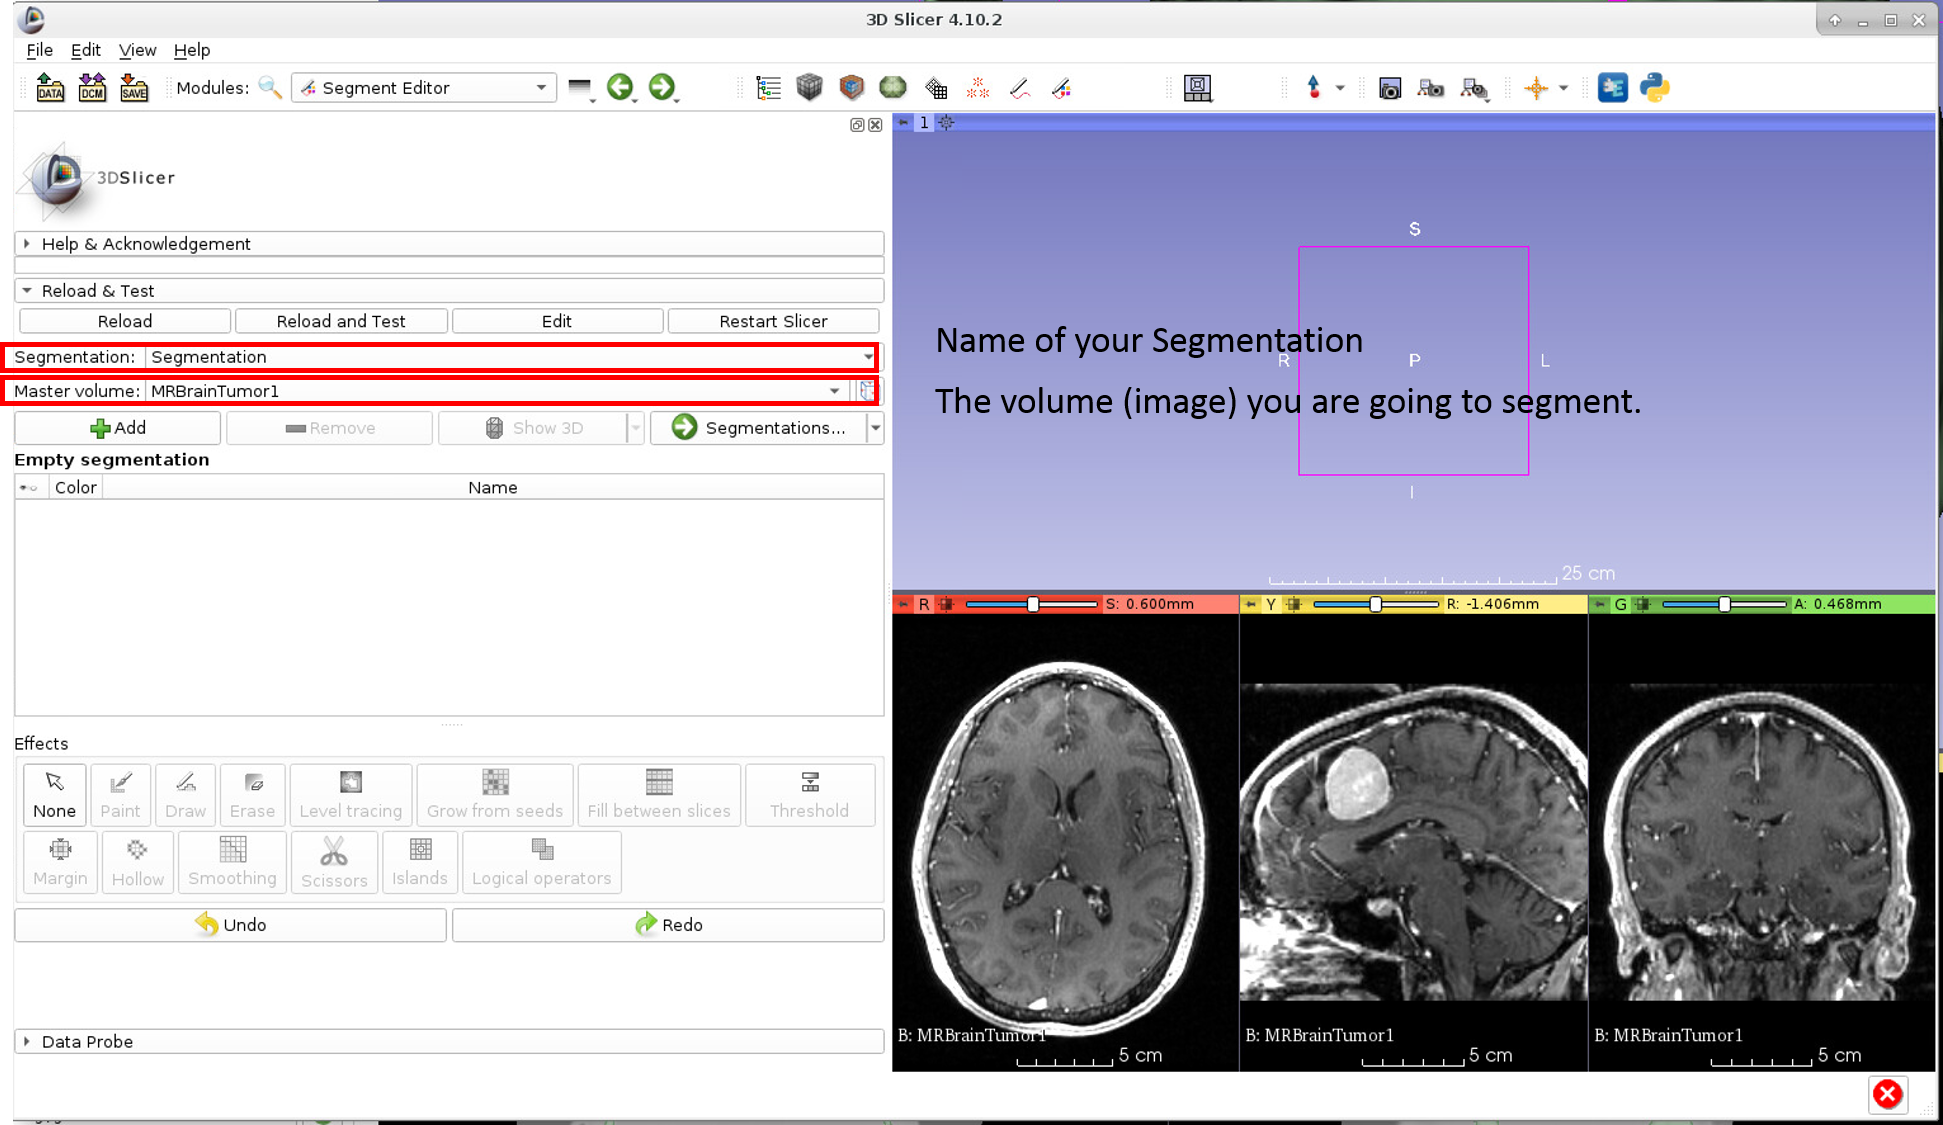 3D Slicer 4.10.2
File Edit View Help
DATA DCM SAVE Modules: Segment Editor
1
3DSlicer
Help & Acknowledgement
Reload & Test
Reload Reload and Test Edit Restart Slicer
Segmentation: Segmentation
Master volume: MRBrainTumor1
Add Remove Show 3D Segmentations...
Empty segmentation
Color Name
Effects
None Paint Draw Erase Level tracing Grow from seeds Fill between slices Threshold
Margin Hollow Smoothing Scissors Islands Logical operators
Undo Redo
Data Probe
S
Name of your Segmentation
R P L
The volume (image) you are going to segment.
I
25 cm
R S: 0.600mm Y R: -1.406mm G A: 0.468mm
B: MRBrainTumor1 B: MRBrainTumor1 B: MRBrainTumor1
5 cm 5 cm 5 cm